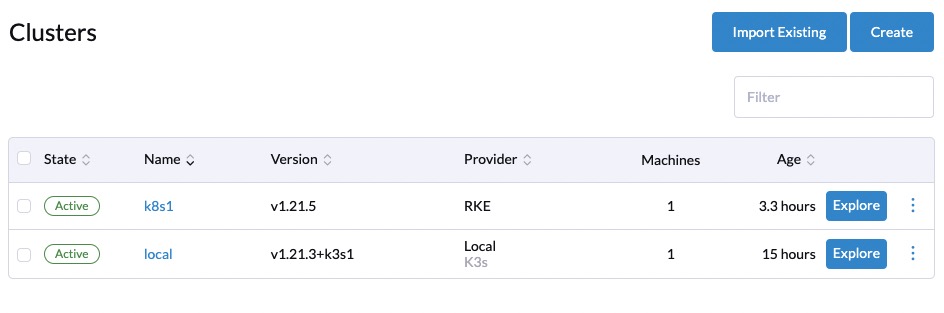 Clusters
Import Existing Create
Filter
State Name Version Provider Machines Age
Active k8s1 v1.21.5 RKE 1 3.3 hours Explore
Active local v1.21.3+k3s1 Local 1 15 hours Explore
K3s